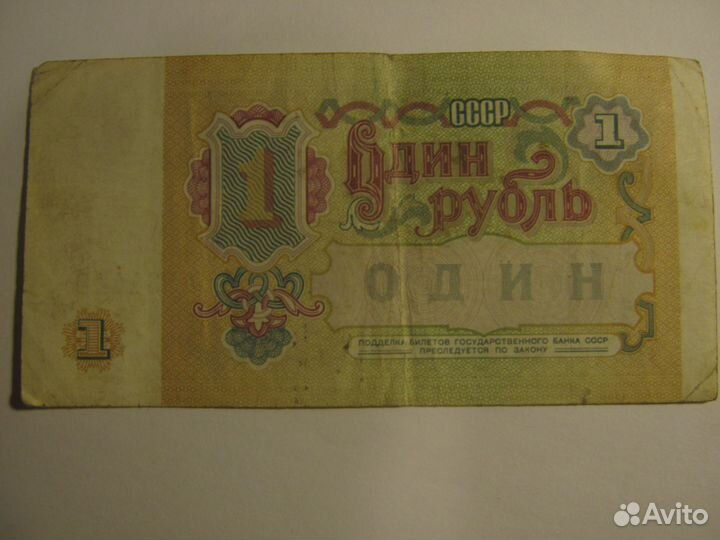 СССР
1
1
Один
рубль
ОДИН
1
ПОДДЕЛКА БИЛЕТОВ ГОСУДАРСТВЕННОГО БАНКА СССР
ПРЕСЛЕДУЕТСЯ ПО ЗАКОНУ
Avito